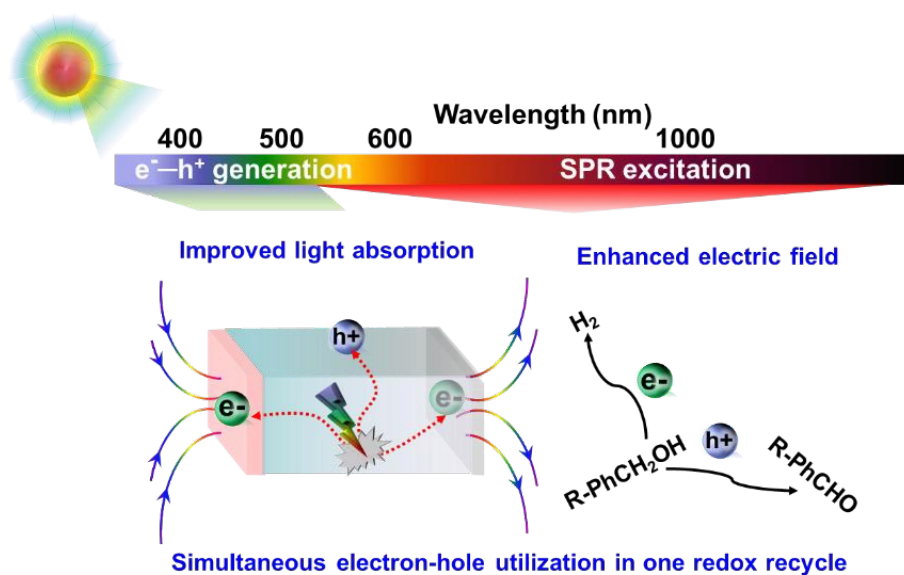 Wavelength (nm)
400 500 600 1000
e⁻—h⁺ generation SPR excitation
Improved light absorption
Enhanced electric field
h+
e-
e-
H₂
e-
h+
R-PhCH₂OH
R-PhCHO
Simultaneous electron-hole utilization in one redox recycle